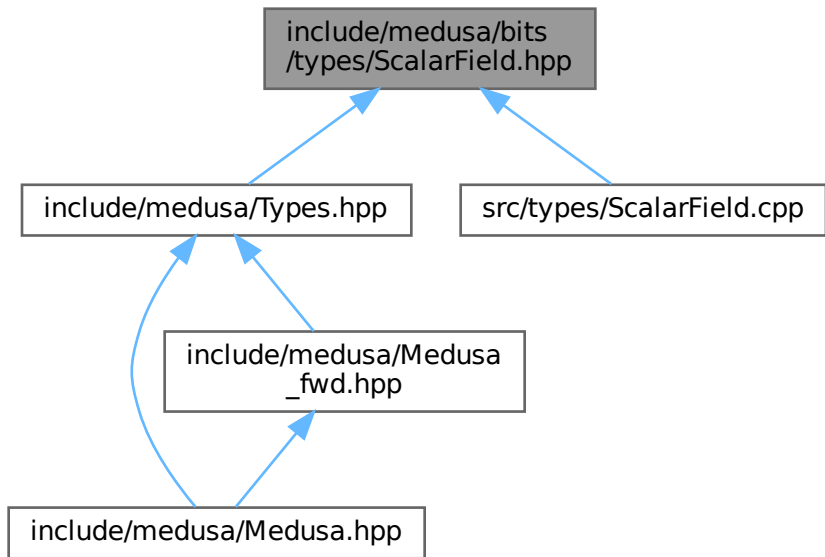 include/medusa/bits
/types/ScalarField.hpp
include/medusa/Types.hpp
src/types/ScalarField.cpp
include/medusa/Medusa
_fwd.hpp
include/medusa/Medusa.hpp